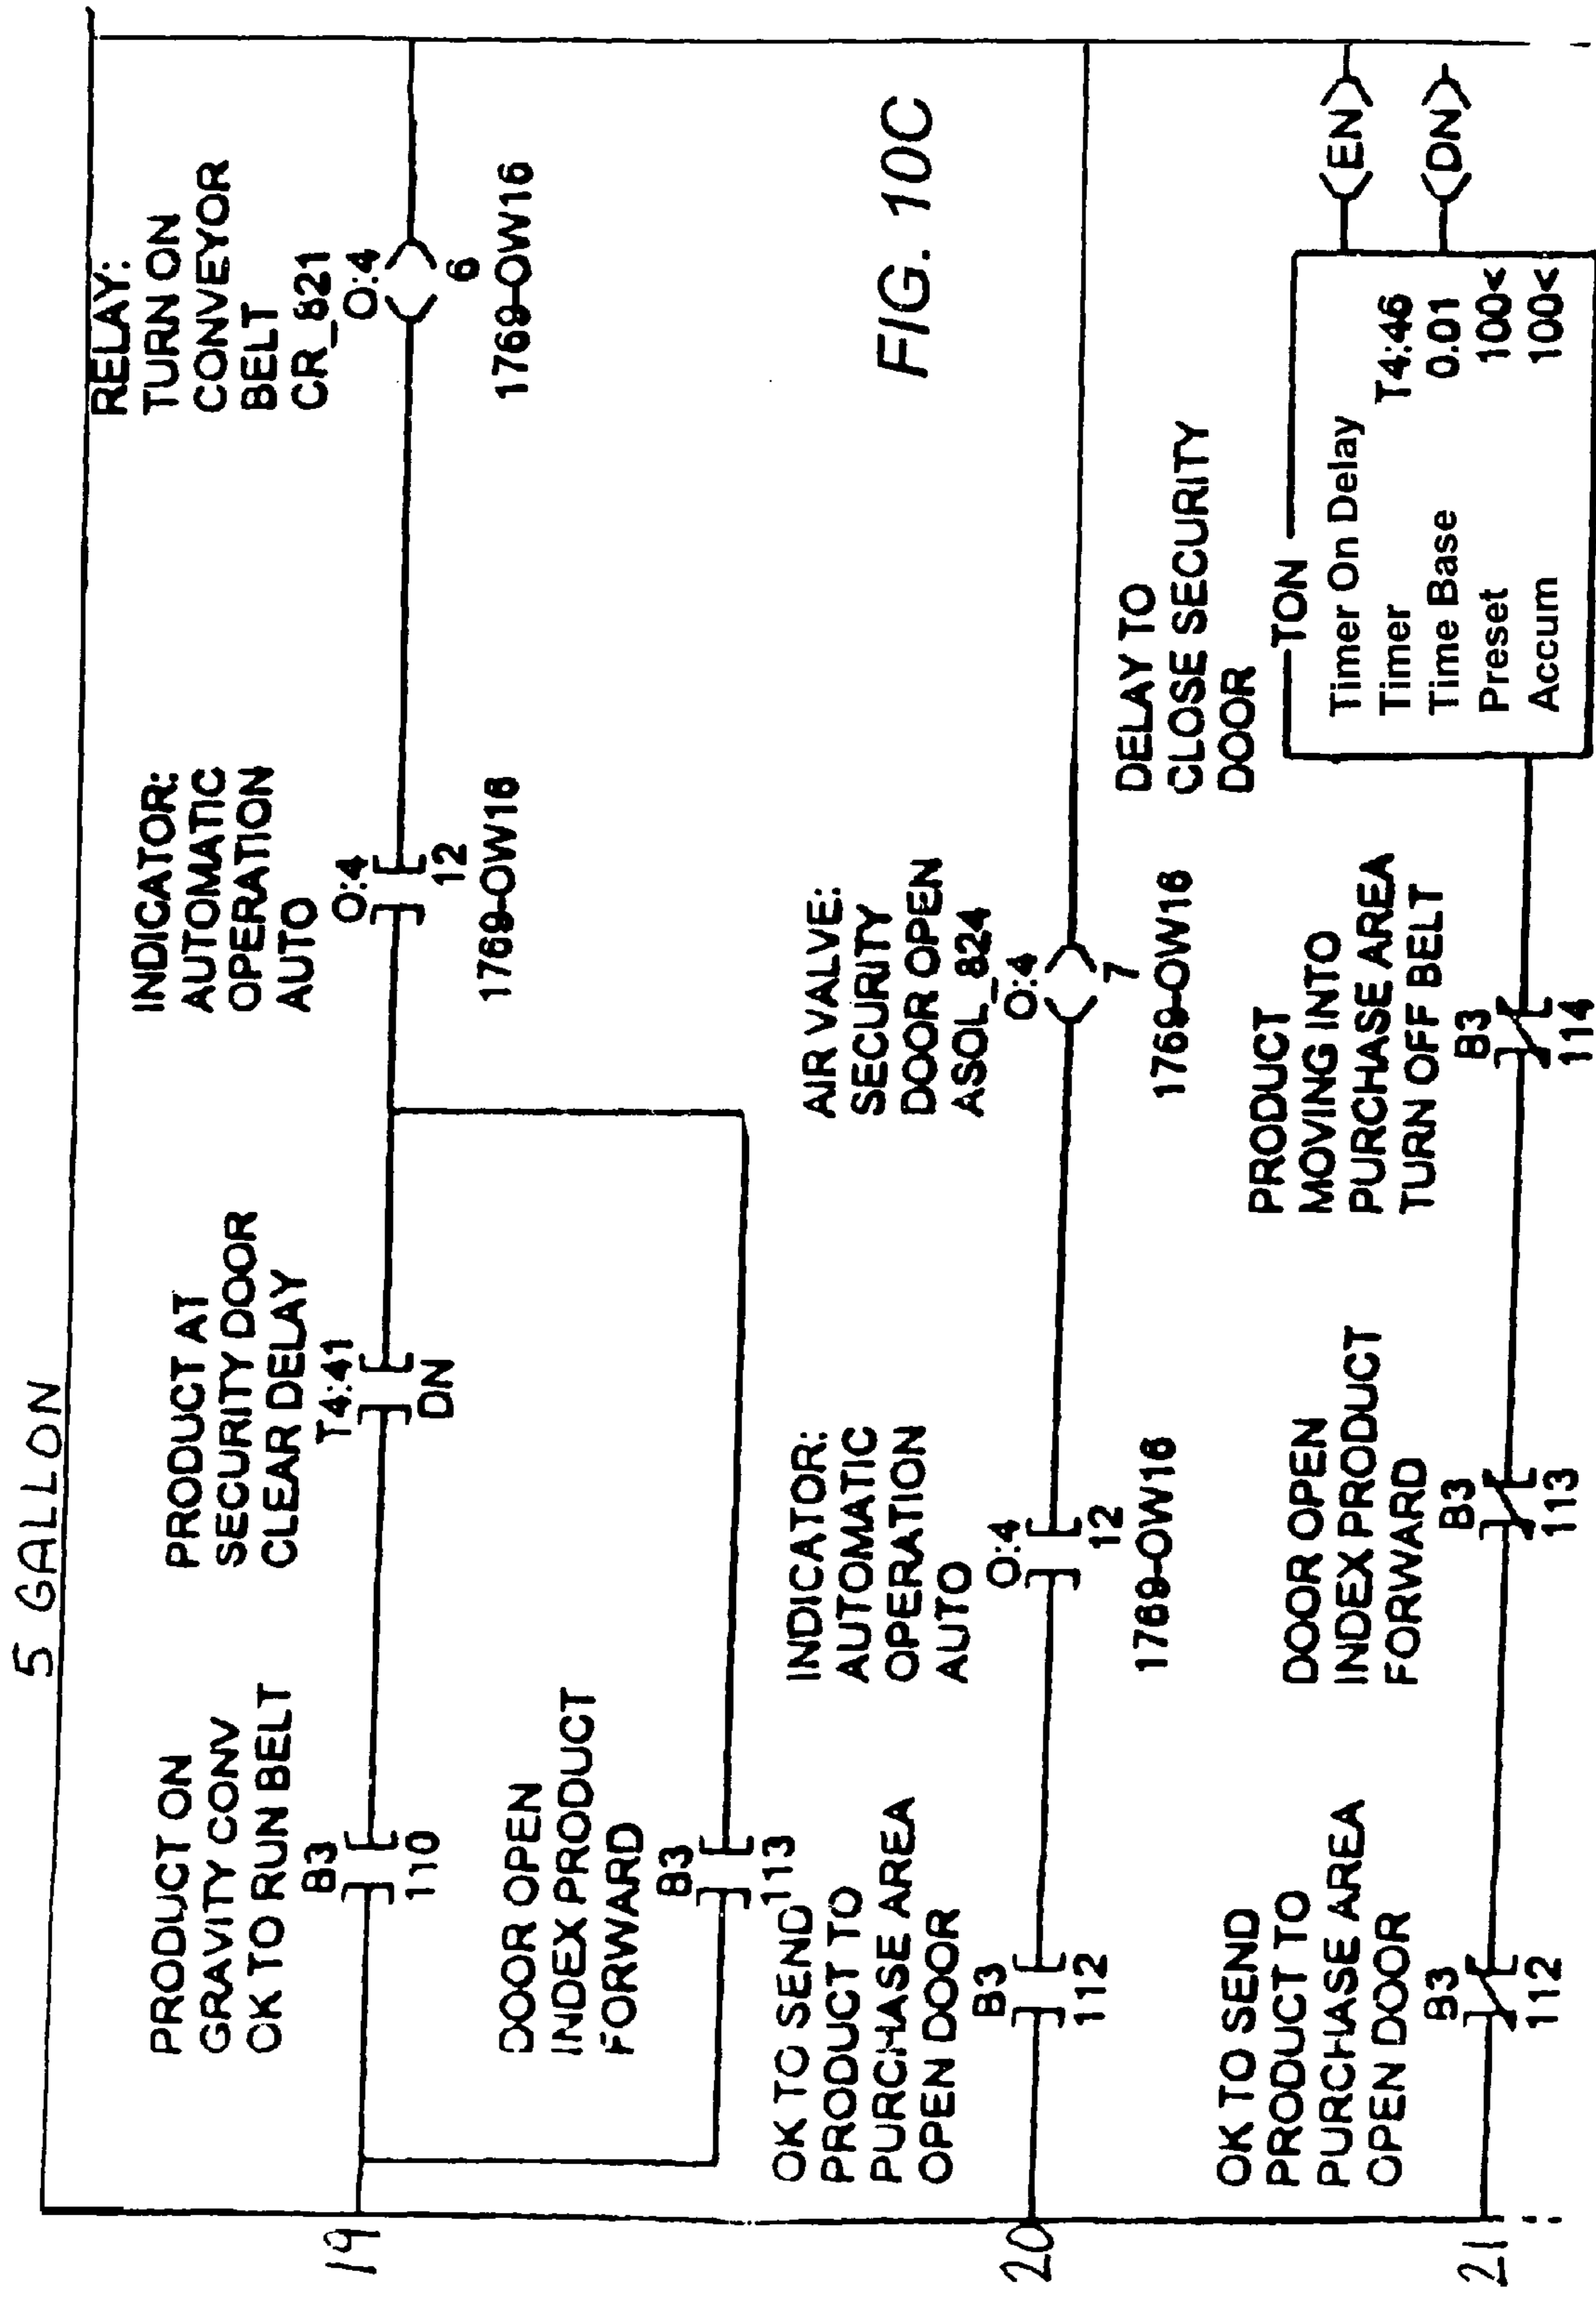 5 GALLON
19
PRODUCT ON
GRAVITY CONV
OK TO RUN BELT
B3
110
PRODUCT AT
SECURITY DOOR
CLEAR DELAY
T4:41
DN
INDICATOR:
AUTOMATIC
OPERATION
AUTO
O:4
12
1769-OW16
RELAY:
TURN ON
CONVEYOR
BELT
CR_821
O:4
6
1769-OW16
DOOR OPEN
INDEX PRODUCT
FORWARD
B3
113
20
OK TO SEND
PRODUCT TO
PURCHASE AREA
OPEN DOOR
B3
112
INDICATOR:
AUTOMATIC
OPERATION
AUTO
O:4
12
1769-OW16
AIR VALVE:
SECURITY
DOOR OPEN
ASOL_824
O:4
7
1769-OW16
FIG. 10C
21
OK TO SEND
PRODUCT TO
PURCHASE AREA
OPEN DOOR
B3
112
DOOR OPEN
INDEX PRODUCT
FORWARD
B3
113
PRODUCT
MOVING INTO
PURCHASE AREA
TURN OFF BELT
B3
114
DELAY TO
CLOSE SECURITY
DOOR
TON
Timer On Delay
Timer T4:46
Time Base 0.01
Preset 100<
Accum 100<
EN
DN